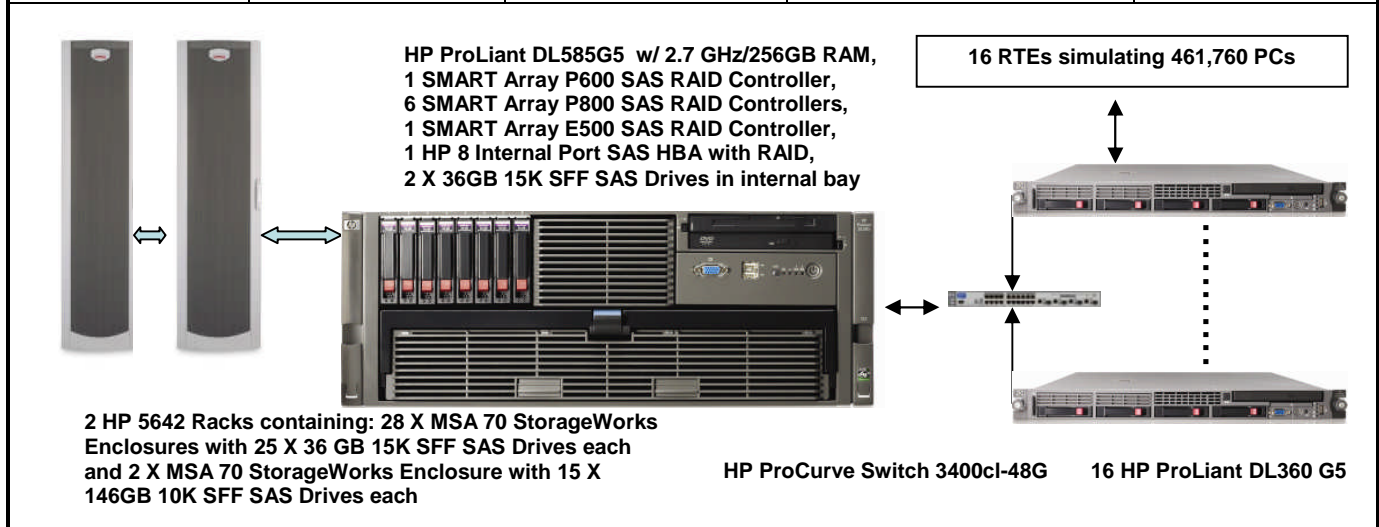 HP ProLiant DL585G5 w/ 2.7 GHz/256GB RAM,
1 SMART Array P600 SAS RAID Controller,
6 SMART Array P800 SAS RAID Controllers,
1 SMART Array E500 SAS RAID Controller,
1 HP 8 Internal Port SAS HBA with RAID,
2 X 36GB 15K SFF SAS Drives in internal bay
16 RTEs simulating 461,760 PCs
2 HP 5642 Racks containing: 28 X MSA 70 StorageWorks
Enclosures with 25 X 36 GB 15K SFF SAS Drives each
and 2 X MSA 70 StorageWorks Enclosure with 15 X
146GB 10K SFF SAS Drives each
HP ProCurve Switch 3400cl-48G
16 HP ProLiant DL360 G5